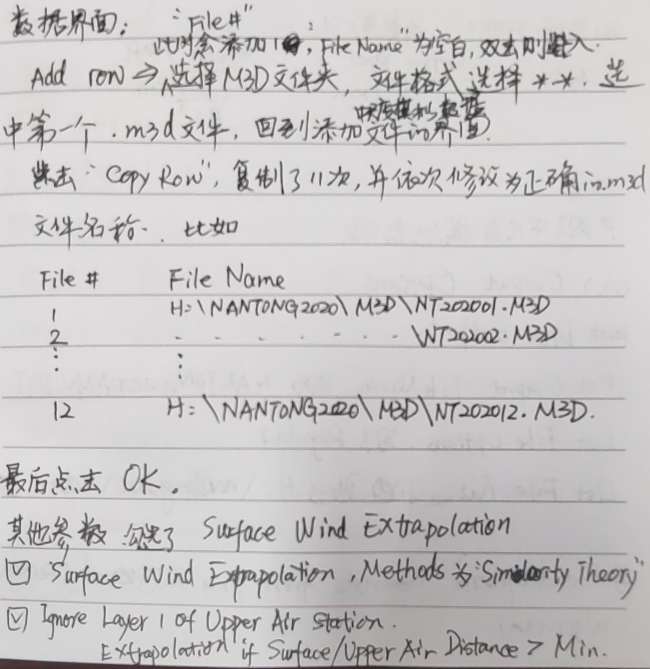 数据界面： "File#"
此时会添加1个，"File Name"为空白，双击则进入
Add row → 选择M3D文件夹，文件格式选择 *.*. 选
中第一个 .m3d文件，回到添加文件的界面
点击 "Copy Row"，复制了11次，并依次修改为正确的.m3d
文件名称. 比如
File # File Name
1 H:\NANTONG2020\M3D\NT202001.M3D
2 . . . . . . . . \NT202002.M3D
⋮ ⋮
12 H:\NANTONG2020\M3D\NT202012.M3D.
最后点击 OK.
其他参数 勾选了 Surface Wind Extrapolation
☑ "Surface Wind Extrapolation, Methods 为 "Similarity Theory"
☑ Ignore Layer 1 of Upper Air Station.
Extrapolation if Surface/Upper Air Distance > Min.